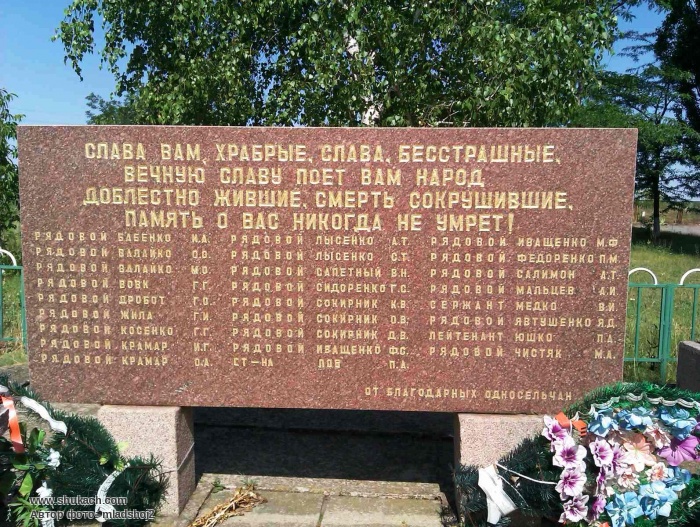 СЛАВА ВАМ, ХРАБРЫЕ, СЛАВА, БЕССТРАШНЫЕ,
ВЕЧНУЮ СЛАВУ ПОЕТ ВАМ НАРОД
ДОБЛЕСТНО ЖИВШИЕ, СМЕРТЬ СОКРУШИВШИЕ,
ПАМЯТЬ О ВАС НИКОГДА НЕ УМРЕТ!
РЯДОВОЙ БАБЕНКО И.А.
РЯДОВОЙ ВАЛАЙКО О.О.
РЯДОВОЙ ВАЛАЙКО М.О.
РЯДОВОЙ ВОВК Г.Г.
РЯДОВОЙ ДРОБОТ Г.О.
РЯДОВОЙ ЖИЛА Г.И.
РЯДОВОЙ КОСЕНКО Г.Г.
РЯДОВОЙ КРАМАР И.Г.
РЯДОВОЙ КРАМАР О.А.
РЯДОВОЙ ЛЫСЕНКО А.Т.
РЯДОВОЙ ЛЫСЕНКО С.Т.
РЯДОВОЙ САПЕТНЫЙ В.Н.
РЯДОВОЙ СИДОРЕНКО Г.С.
РЯДОВОЙ СОКИРНИК К.В.
РЯДОВОЙ СОКИРНИК О.В.
РЯДОВОЙ СОКИРНИК Д.В.
РЯДОВОЙ ИВАЩЕНКО Ф.С.
СТ-НА П.А.
РЯДОВОЙ ИВАЩЕНКО М.Ф.
РЯДОВОЙ ФЕДОРЕНКО П.М.
РЯДОВОЙ САЛИМОН А.Т.
РЯДОВОЙ МАЛЬЦЕВ А.И.
СЕРЖАНТ МЕДКО В.И.
РЯДОВОЙ ЯВТУШЕНКО Я.Д.
ЛЕЙТЕНАНТ ЮШКО П.А.
РЯДОВОЙ ЧИСТЯК М.А.
ОТ БЛАГОДАРНЫХ ОДНОСЕЛЬЧАН
www.shukach.com
Автор фото: mladshoj2